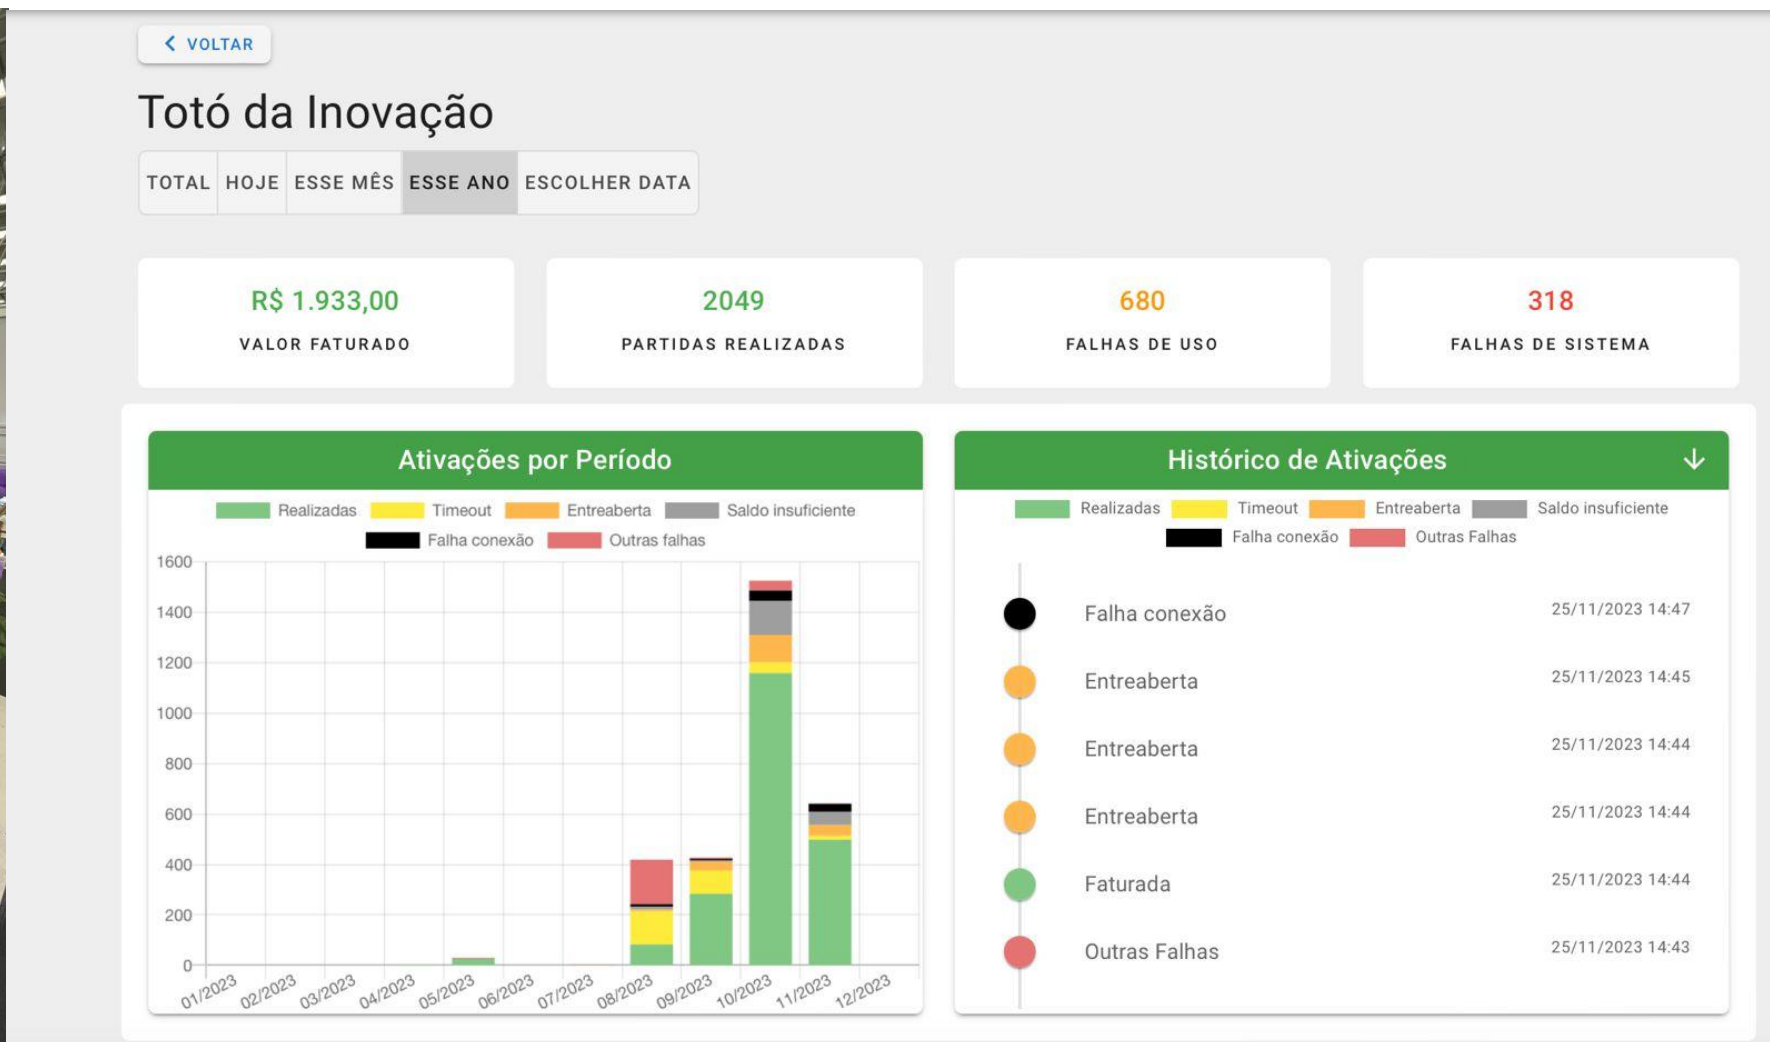 VOLTAR
Totó da Inovação
TOTAL HOJE ESSE MÊS ESSE ANO ESCOLHER DATA
R$ 1.933,00
VALOR FATURADO
2049
PARTIDAS REALIZADAS
680
FALHAS DE USO
318
FALHAS DE SISTEMA
Ativações por Período
Realizadas Timeout Entreaberta Saldo insuficiente
Falha conexão Outras falhas
1600
1400
1200
1000
800
600
400
200
0
01/2023 02/2023 03/2023 04/2023 05/2023 06/2023 07/2023 08/2023 09/2023 10/2023 11/2023 12/2023
Histórico de Ativações
Realizadas Timeout Entreaberta Saldo insuficiente
Falha conexão Outras Falhas
Falha conexão 25/11/2023 14:47
Entreaberta 25/11/2023 14:45
Entreaberta 25/11/2023 14:44
Entreaberta 25/11/2023 14:44
Faturada 25/11/2023 14:44
Outras Falhas 25/11/2023 14:43